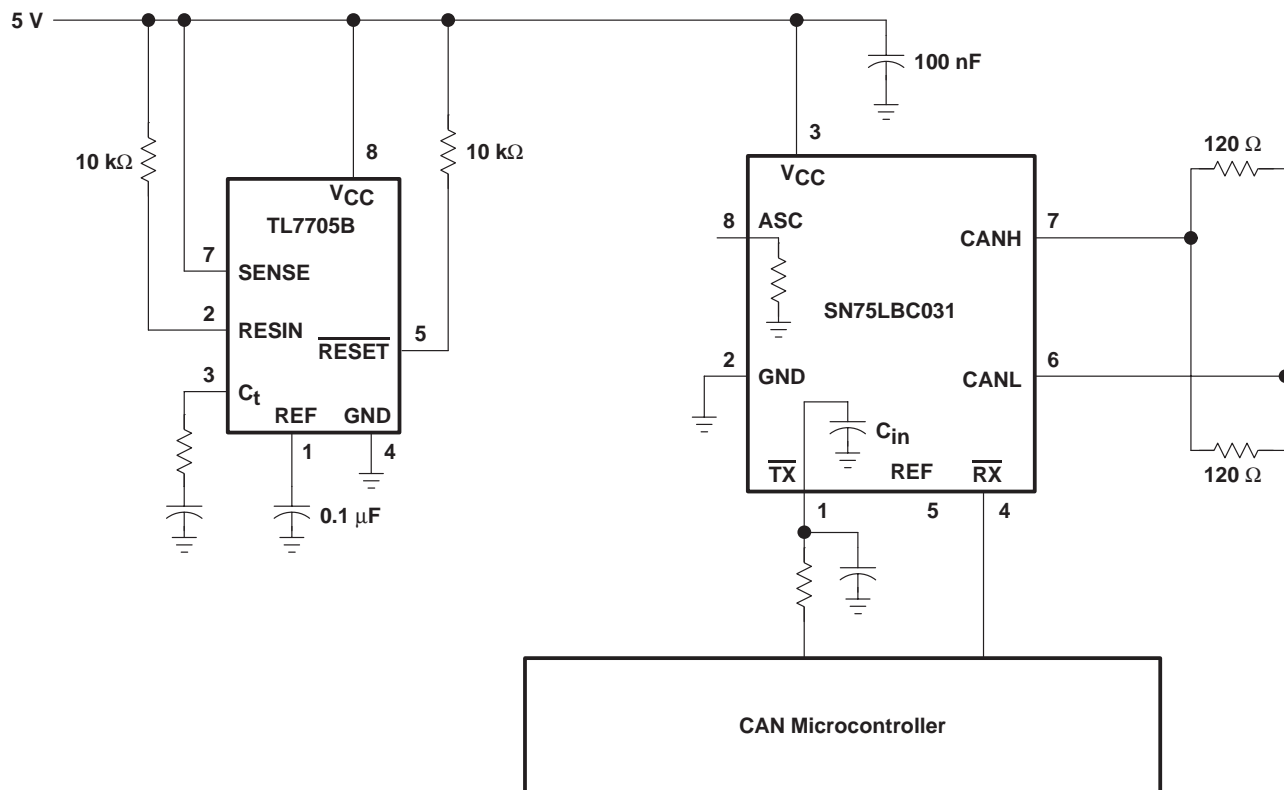 5 V
100 nF
3
120 Ω
10 kΩ
8
10 kΩ
VCC
VCC
TL7705B
8
ASC
7
CANH
7
SENSE
SN75LBC031
2
RESIN
5
RESET
2
GND
6
CANL
3
Ct
REF
GND
Cin
1
4
TX
REF
RX
120 Ω
0.1 μF
1
5
4
CAN Microcontroller